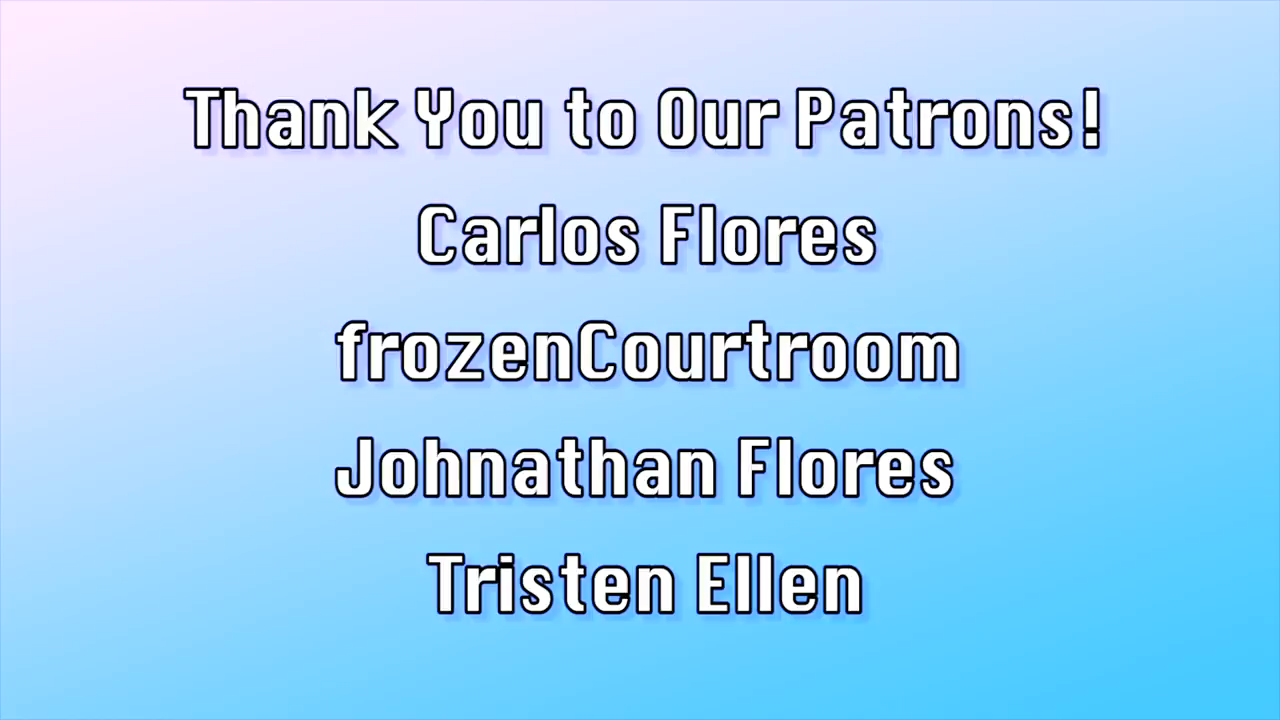 Thank You to Our Patrons!
Carlos Flores
frozenCourtroom
Johnathan Flores
Tristen Ellen